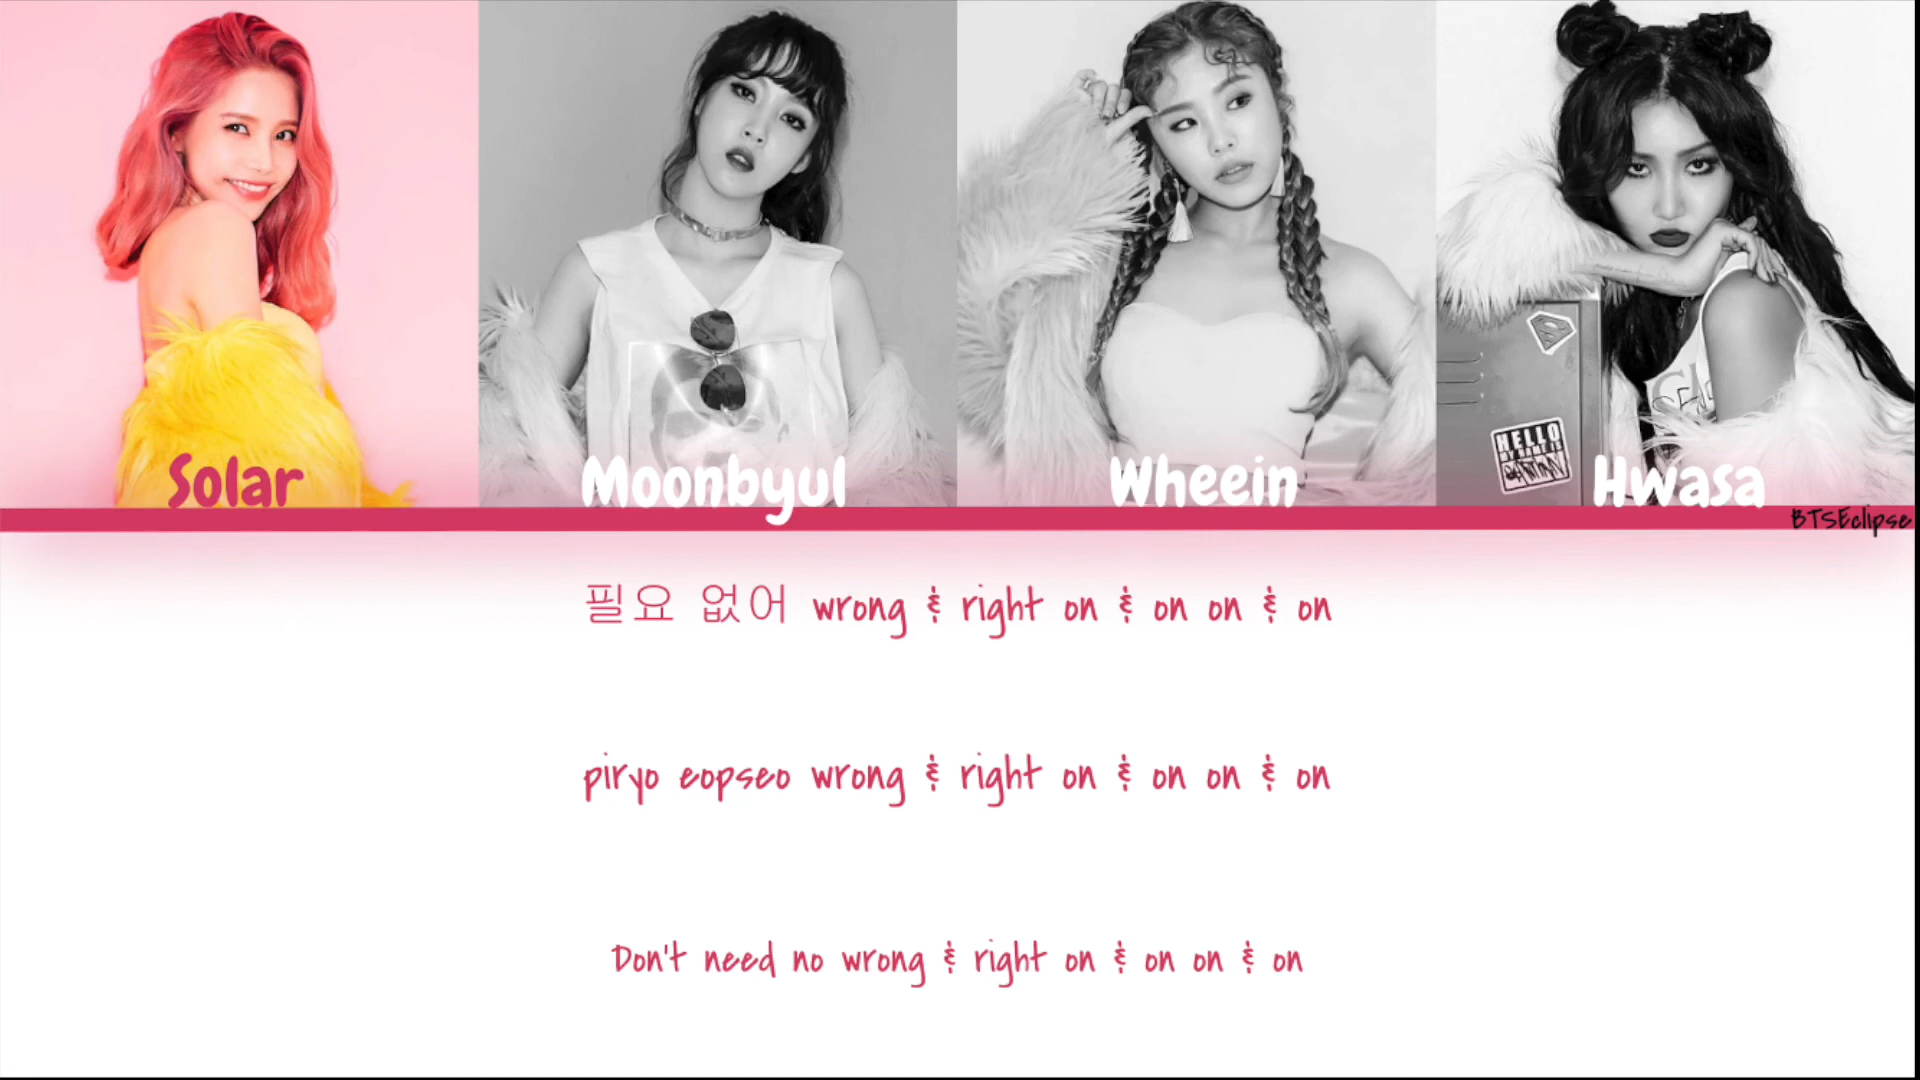 Solar
Moonbyul
Wheein
Hwasa
HELLO
BTSEclipse
필요 없어 wrong & right on & on on & on
piryo eopseo wrong & right on & on on & on
Don't need no wrong & right on & on on & on